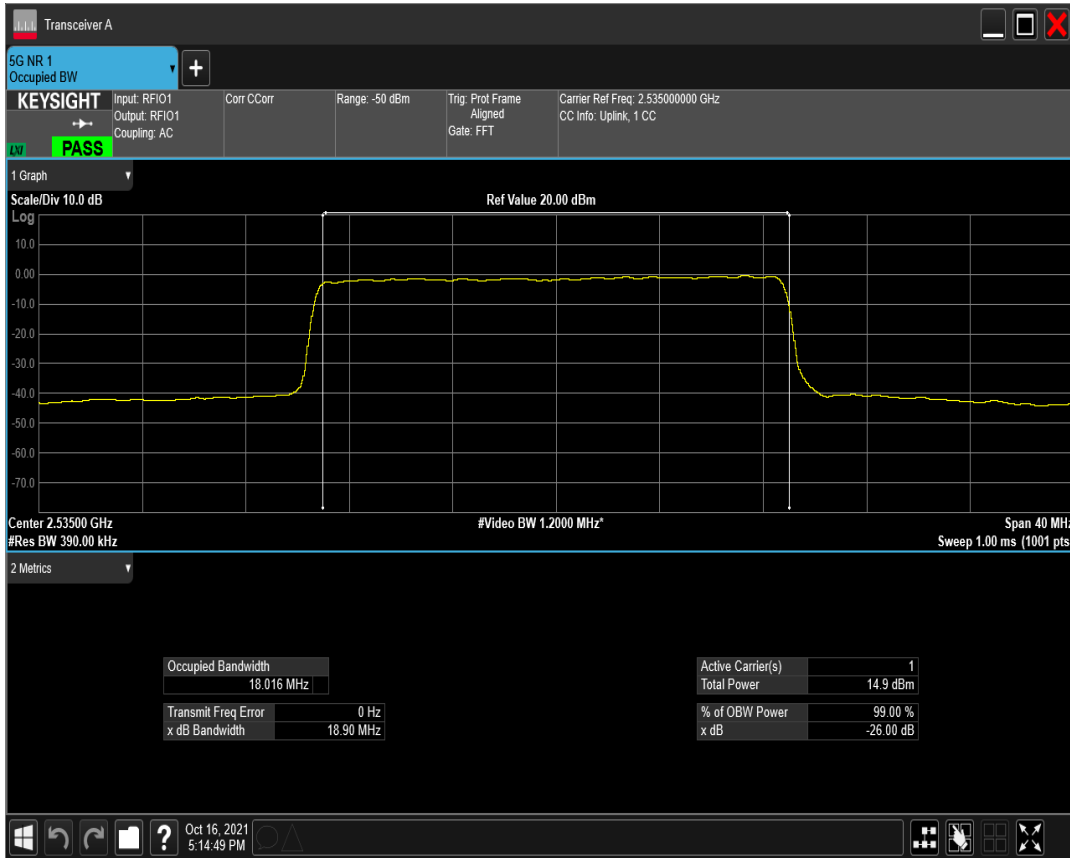 Transceiver A
5G NR 1
Occupied BW
+
KEYSIGHT
LXI
PASS
Input: RFIO1
Output: RFIO1
Coupling: AC
Corr CCorr
Range: -50 dBm
Trig: Prot Frame
Aligned
Gate: FFT
Carrier Ref Freq: 2.535000000 GHz
CC Info: Uplink, 1 CC
1 Graph
Scale/Div 10.0 dB
Ref Value 20.00 dBm
Log
10.0
0.00
-10.0
-20.0
-30.0
-40.0
-50.0
-60.0
-70.0
Center 2.53500 GHz
#Video BW 1.2000 MHz*
Span 40 MHz
#Res BW 390.00 kHz
Sweep 1.00 ms (1001 pts
2 Metrics
Occupied Bandwidth
18.016 MHz
Transmit Freq Error 0 Hz
x dB Bandwidth 18.90 MHz
Active Carrier(s) 1
Total Power 14.9 dBm
% of OBW Power 99.00 %
x dB -26.00 dB
?
Oct 16, 2021
5:14:49 PM